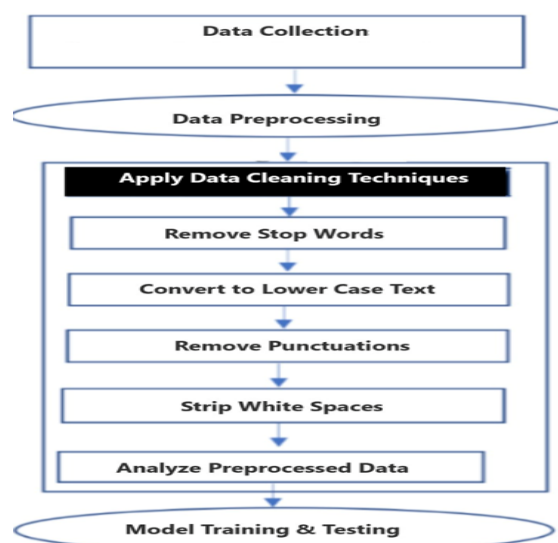 Data Collection
Data Preprocessing
Apply Data Cleaning Techniques
Remove Stop Words
Convert to Lower Case Text
Remove Punctuations
Strip White Spaces
Analyze Preprocessed Data
Model Training & Testing